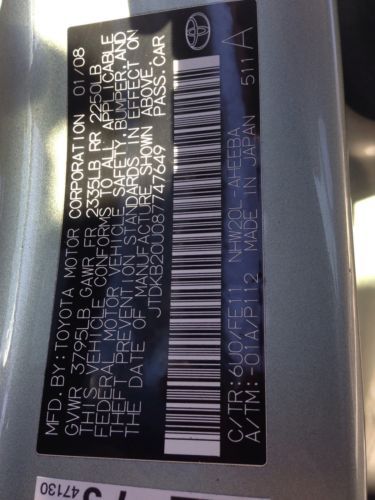 MFD.BY:TOYOTA MOTOR CORPORATION 01/08
GVWR 3795LB GAWR FR 2335LB RR 2250LB
THIS VEHICLE CONFORMS TO ALL APPLICABLE
FEDERAL MOTOR VEHICLE SAFETY, BUMPER, AND
THEFT PREVENTION STANDARDS IN EFFECT ON
THE DATE OF MANUFACTURE SHOWN ABOVE.
JTDKB20U087747649 PASS.CAR
C/TR:6U0/FE11 NHW20L-AHEEBA
A/TM:-01A/P112 MADE IN JAPAN 511 A
47130